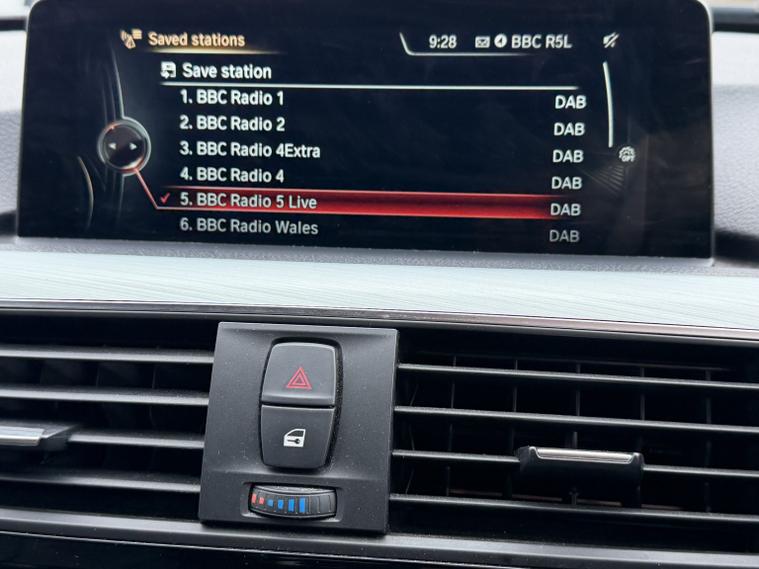 Saved stations
9:28 BBC R5L
Save station
1. BBC Radio 1 DAB
2. BBC Radio 2 DAB
3. BBC Radio 4Extra DAB
4. BBC Radio 4 DAB
5. BBC Radio 5 Live DAB
6. BBC Radio Wales DAB
OFF